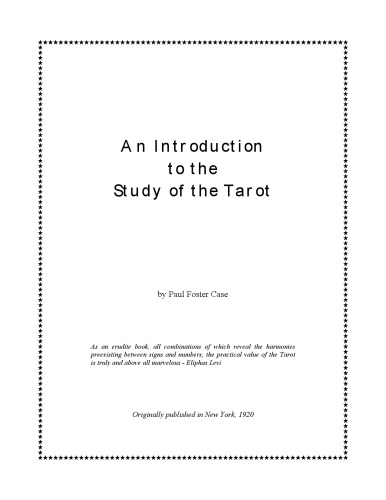 An Introduction
to the
Study of the Tarot
by Paul Foster Case
As an erudite book, all combinations of which reveal the harmonies
preexisting between signs and numbers, the practical value of the Tarot
is truly and above all marvelous - Eliphas Levi
Originally published in New York, 1920